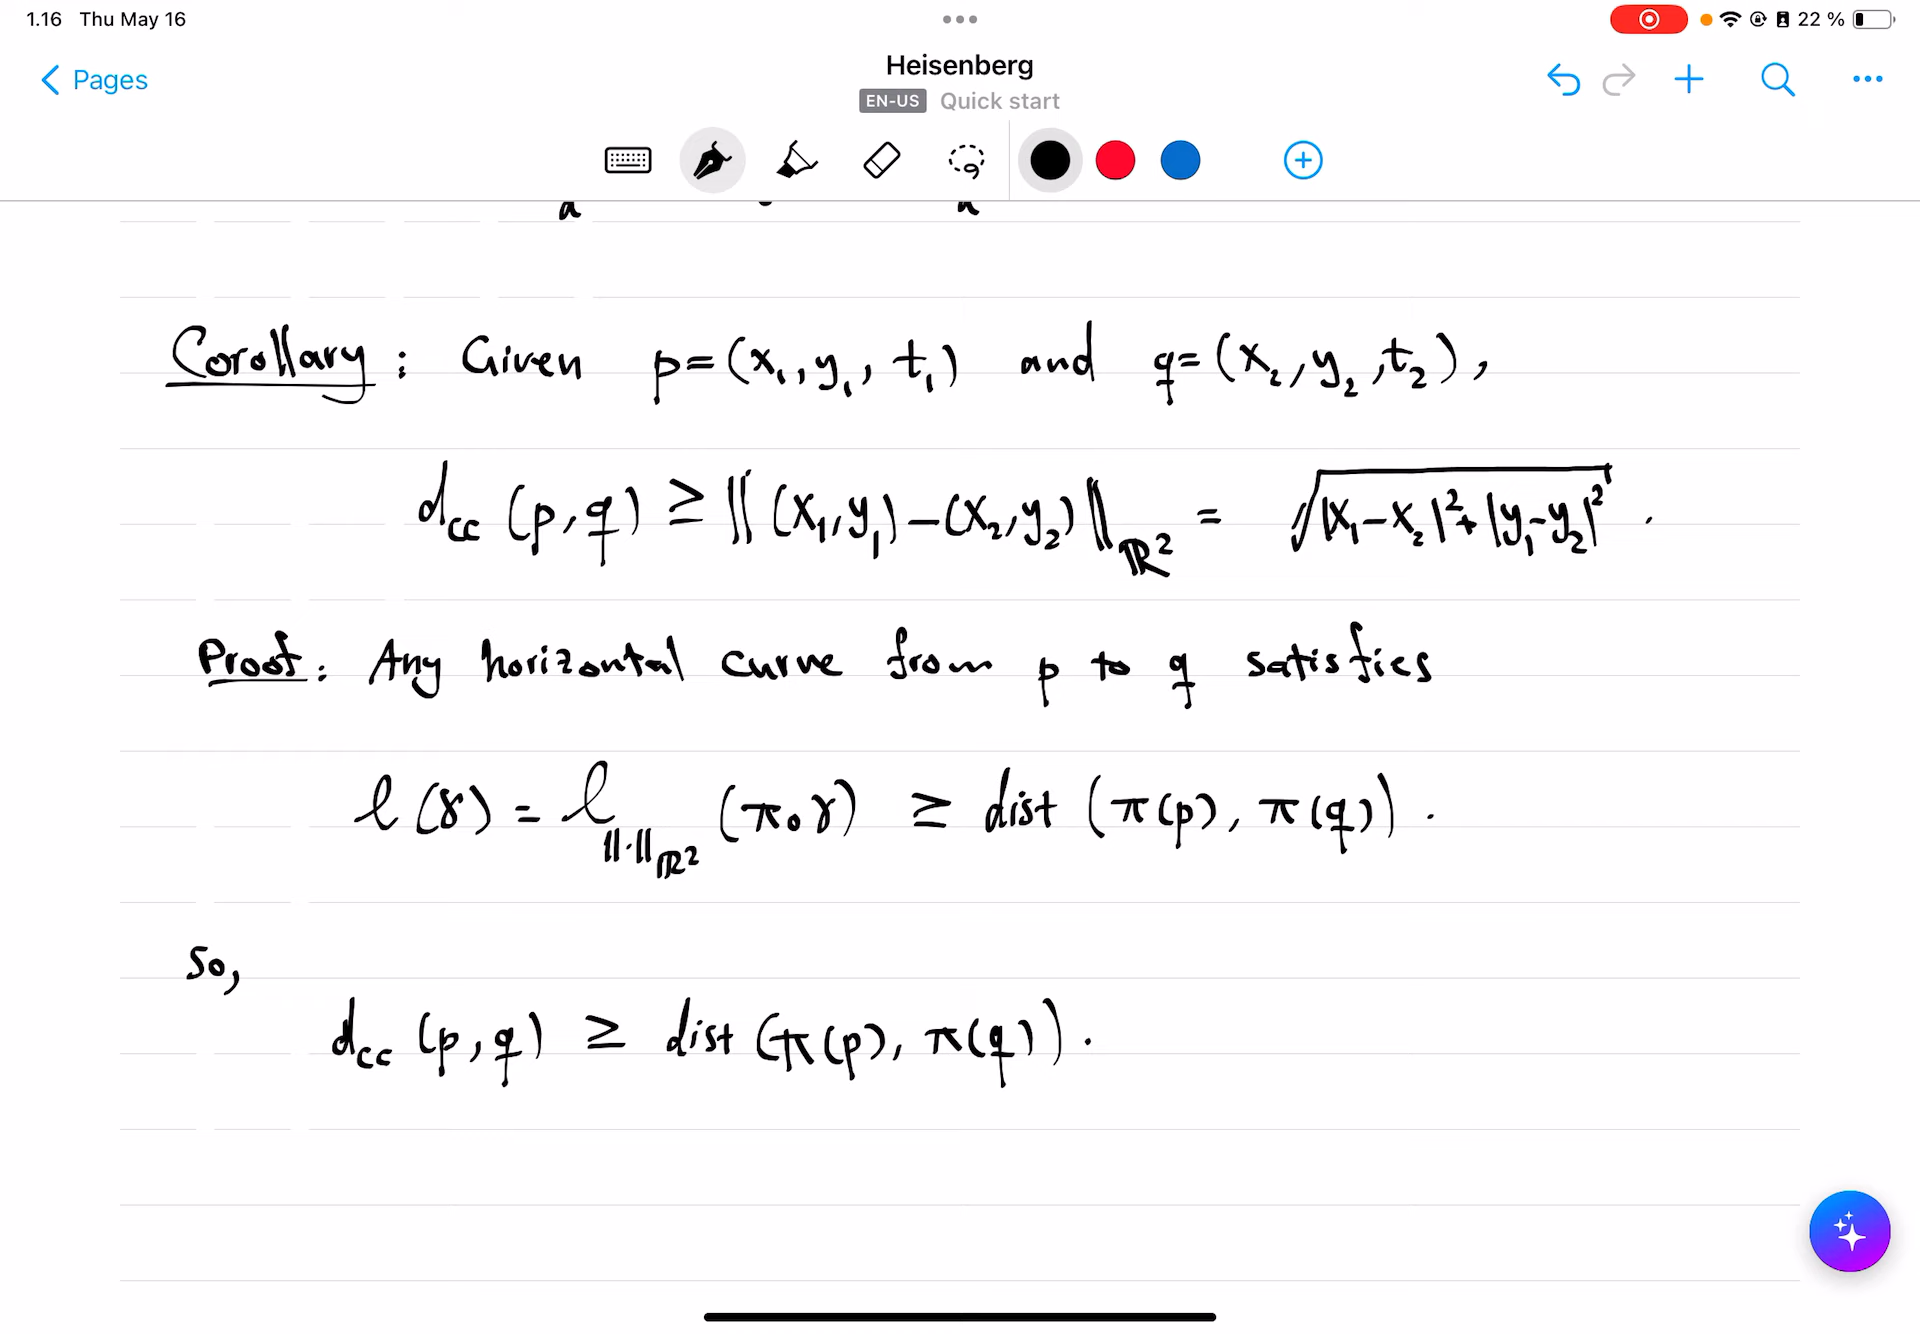 1.16 Thu May 16
22 %
Pages
Heisenberg
EN-US Quick start
Corollary: Given p=(x₁,y₁,t₁) and q=(x₂,y₂,t₂),
d_cc (p,q) ≥ ‖(x₁,y₁)-(x₂,y₂)‖_ℝ² = √|x₁-x₂|²+|y₁-y₂|² .
Proof: Any horizontal curve from p to q satisfies
ℓ(γ) = ℓ_‖·‖_ℝ² (π∘γ) ≥ dist (π(p), π(q)) .
So,
d_cc (p,q) ≥ dist (π(p), π(q)) .